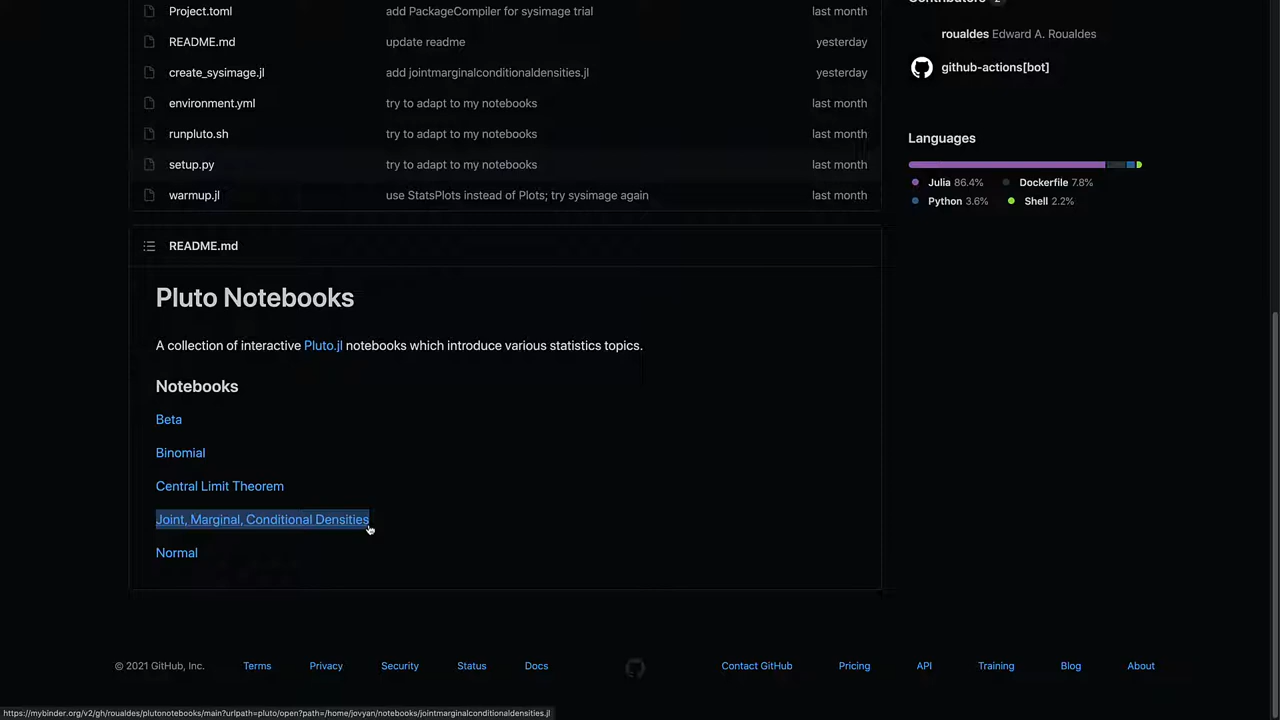 Contributors 2
Project.toml add PackageCompiler for sysimage trial last month
roualdes Edward A. Roualdes
README.md update readme yesterday
github-actions[bot]
create_sysimage.jl add jointmarginalconditionaldensities.jl yesterday
environment.yml try to adapt to my notebooks last month
runpluto.sh try to adapt to my notebooks last month
Languages
setup.py try to adapt to my notebooks last month
Julia 86.4% Dockerfile 7.8%
warmup.jl use StatsPlots instead of Plots; try sysimage again last month
Python 3.6% Shell 2.2%
README.md
Pluto Notebooks
A collection of interactive Pluto.jl notebooks which introduce various statistics topics.
Notebooks
Beta
Binomial
Central Limit Theorem
Joint, Marginal, Conditional Densities
Normal
© 2021 GitHub, Inc. Terms Privacy Security Status Docs Contact GitHub Pricing API Training Blog About
https://mybinder.org/v2/gh/roualdes/plutonotebooks/main?urlpath=pluto/open?path=/home/jovyan/notebooks/jointmarginalconditionaldensities.jl